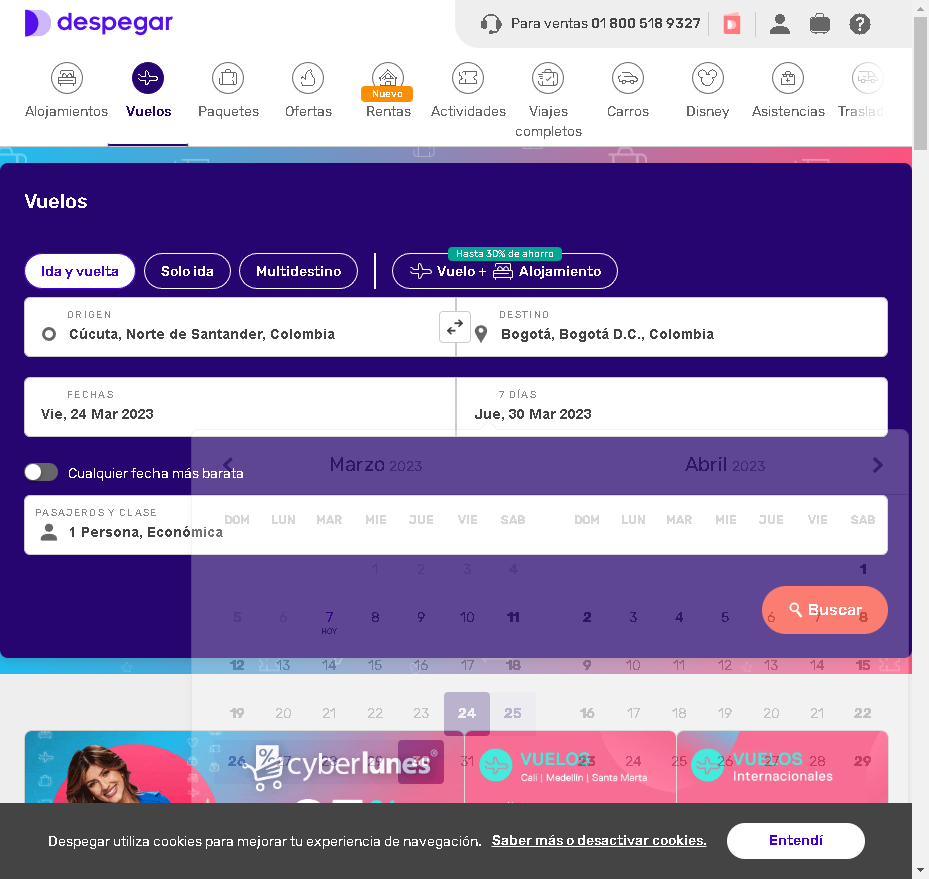 despegar
Para ventas 01 800 518 9327
Alojamientos
Vuelos
Paquetes
Ofertas
Nuevo
Rentas
Actividades
Viajes
completos
Carros
Disney
Asistencias
Traslad
Vuelos
Hasta 30% de ahorro
Ida y vuelta
Solo ida
Multidestino
Vuelo + Alojamiento
ORIGEN
Cúcuta, Norte de Santander, Colombia
DESTINO
Bogotá, Bogotá D.C., Colombia
FECHAS
Vie, 24 Mar 2023
7 DÍAS
Jue, 30 Mar 2023
Cualquier fecha más barata
Marzo 2023
Abril 2023
PASAJEROS Y CLASE
1 Persona, Económica
DOM LUN MAR MIE JUE VIE SAB
DOM LUN MAR MIE JUE VIE SAB
1 2 3 4
1
5 6 7 8 9 10 11
HOY
2 3 4 5 6 7 8
Buscar
12 13 14 15 16 17 18
9 10 11 12 13 14 15
19 20 21 22 23 24 25
16 17 18 19 20 21 22
26 27 28 29 30 31
23 24 25 26 27 28 29
% cyberlunes®
VUELOS
Cali | Medellín | Santa Marta
VUELOS
Internacionales
Despegar utiliza cookies para mejorar tu experiencia de navegación. Saber más o desactivar cookies.
Entendí